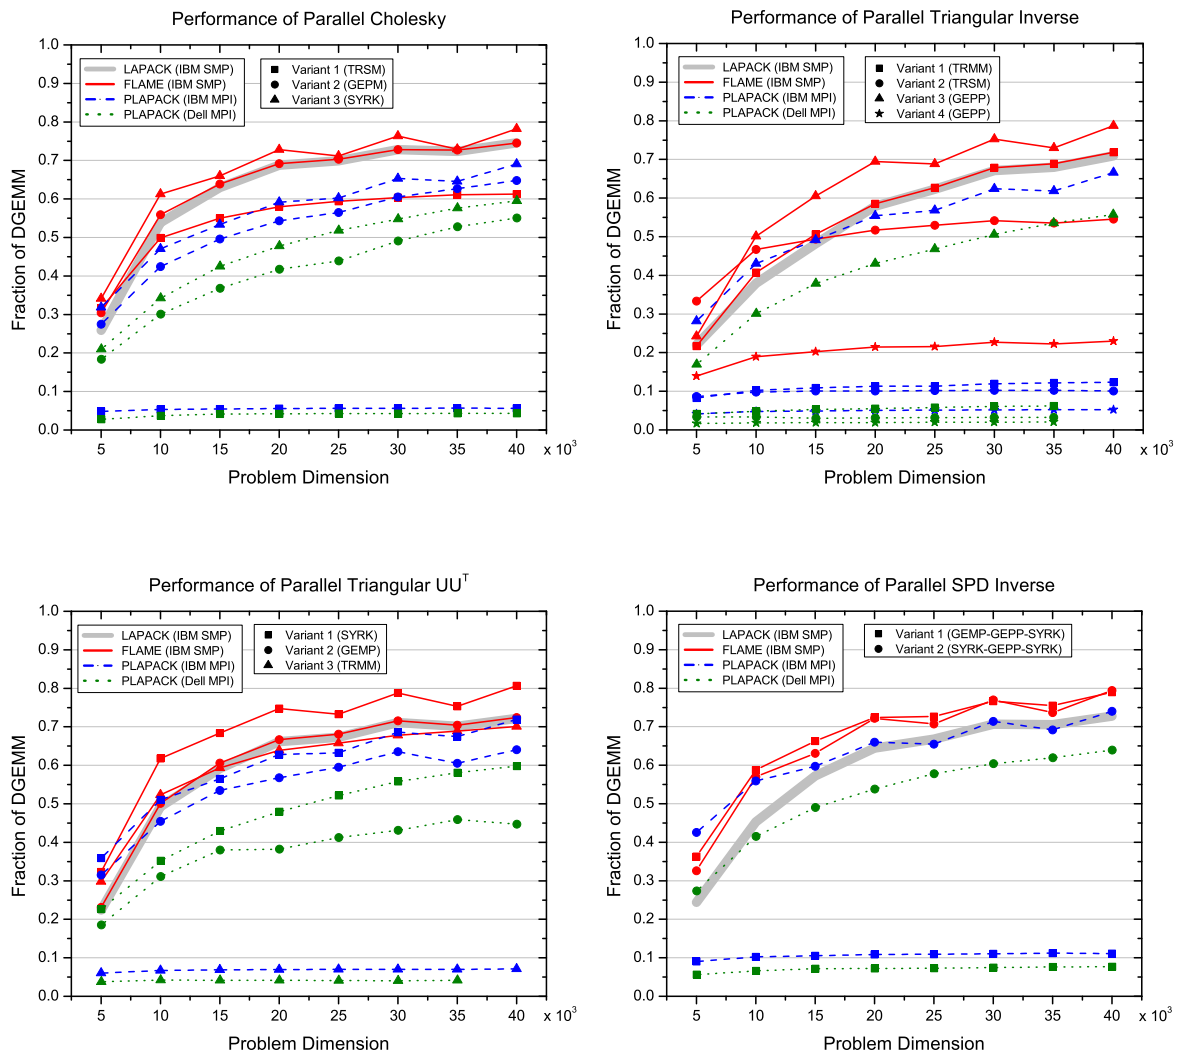 Performance of Parallel Cholesky
1.0
0.9
0.8
0.7
0.6
0.5
0.4
0.3
0.2
0.1
0.0
Fraction of DGEMM
LAPACK (IBM SMP)
FLAME (IBM SMP)
PLAPACK (IBM MPI)
PLAPACK (Dell MPI)
Variant 1 (TRSM)
Variant 2 (GEPM)
Variant 3 (SYRK)
5 10 15 20 25 30 35 40 x 10³
Problem Dimension
Performance of Parallel Triangular Inverse
1.0
0.9
0.8
0.7
0.6
0.5
0.4
0.3
0.2
0.1
0.0
Fraction of DGEMM
LAPACK (IBM SMP)
FLAME (IBM SMP)
PLAPACK (IBM MPI)
PLAPACK (Dell MPI)
Variant 1 (TRMM)
Variant 2 (TRSM)
Variant 3 (GEPP)
Variant 4 (GEPP)
5 10 15 20 25 30 35 40 x 10³
Problem Dimension
Performance of Parallel Triangular UUᵀ
1.0
0.9
0.8
0.7
0.6
0.5
0.4
0.3
0.2
0.1
0.0
Fraction of DGEMM
LAPACK (IBM SMP)
FLAME (IBM SMP)
PLAPACK (IBM MPI)
PLAPACK (Dell MPI)
Variant 1 (SYRK)
Variant 2 (GEMP)
Variant 3 (TRMM)
5 10 15 20 25 30 35 40 x 10³
Problem Dimension
Performance of Parallel SPD Inverse
1.0
0.9
0.8
0.7
0.6
0.5
0.4
0.3
0.2
0.1
0.0
Fraction of DGEMM
LAPACK (IBM SMP)
FLAME (IBM SMP)
PLAPACK (IBM MPI)
PLAPACK (Dell MPI)
Variant 1 (GEMP-GEPP-SYRK)
Variant 2 (SYRK-GEPP-SYRK)
5 10 15 20 25 30 35 40 x 10³
Problem Dimension